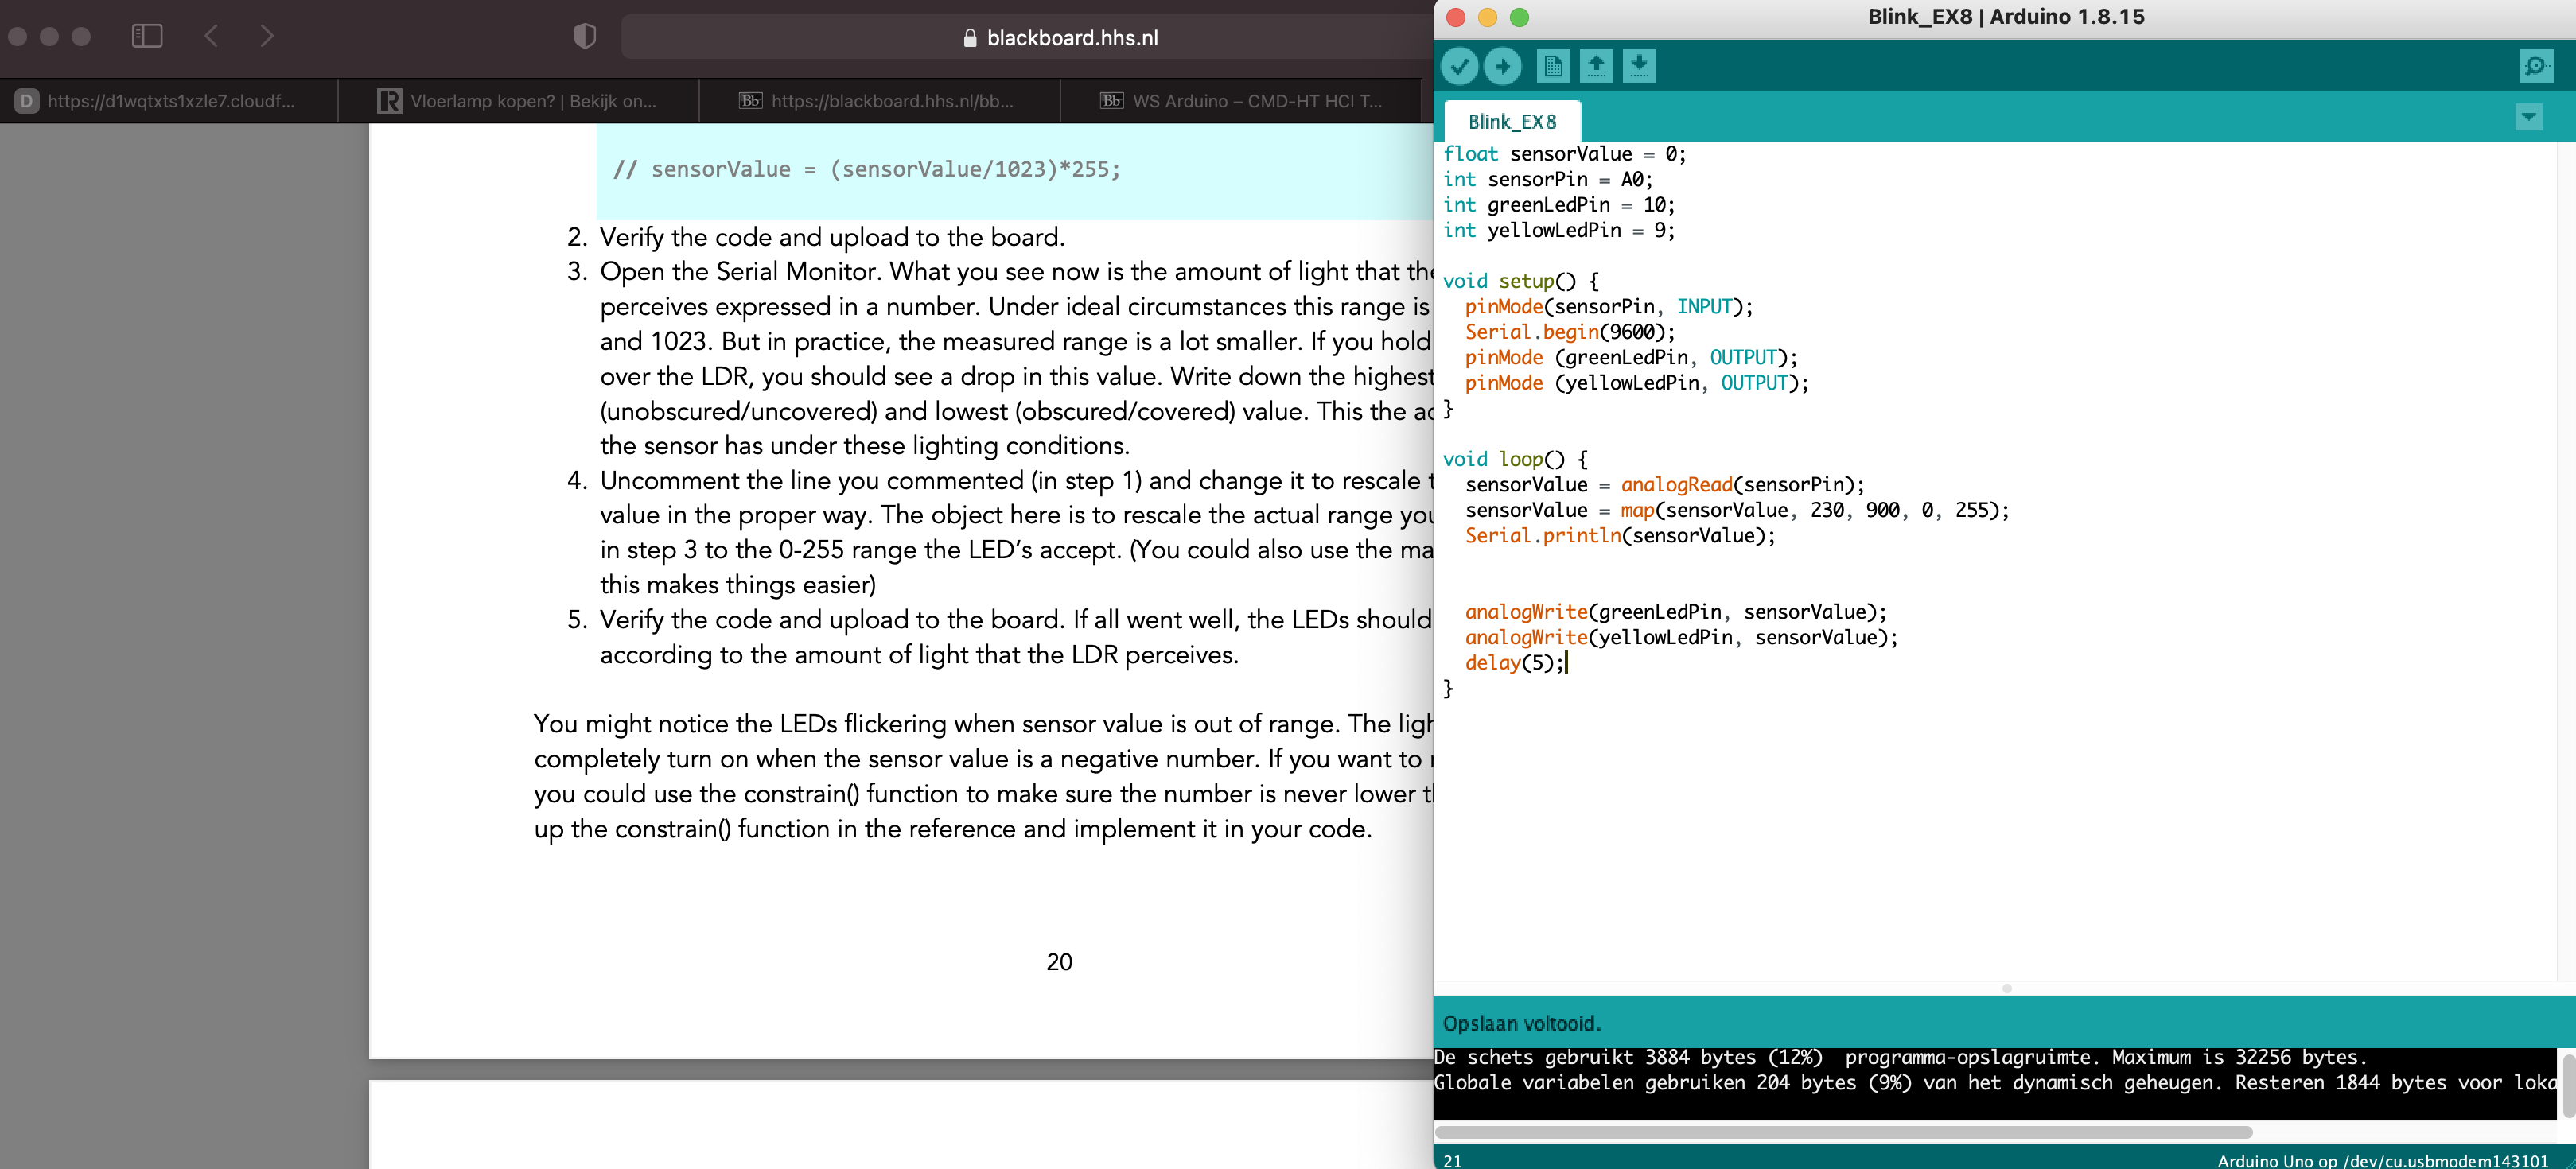 blackboard.hhs.nl
D https://d1wqtxts1xzle7.cloudf...
R Vloerlamp kopen? | Bekijk on...
Bb https://blackboard.hhs.nl/bb...
Bb WS Arduino – CMD-HT HCI T...
// sensorValue = (sensorValue/1023)*255;
2. Verify the code and upload to the board.
3. Open the Serial Monitor. What you see now is the amount of light that the
perceives expressed in a number. Under ideal circumstances this range is
and 1023. But in practice, the measured range is a lot smaller. If you hold
over the LDR, you should see a drop in this value. Write down the highest
(unobscured/uncovered) and lowest (obscured/covered) value. This the ac
the sensor has under these lighting conditions.
4. Uncomment the line you commented (in step 1) and change it to rescale t
value in the proper way. The object here is to rescale the actual range you
in step 3 to the 0-255 range the LED’s accept. (You could also use the ma
this makes things easier)
5. Verify the code and upload to the board. If all went well, the LEDs should
according to the amount of light that the LDR perceives.
You might notice the LEDs flickering when sensor value is out of range. The ligh
completely turn on when the sensor value is a negative number. If you want to
you could use the constrain() function to make sure the number is never lower th
up the constrain() function in the reference and implement it in your code.
20
Blink_EX8 | Arduino 1.8.15
Blink_EX8
float sensorValue = 0;
int sensorPin = A0;
int greenLedPin = 10;
int yellowLedPin = 9;
void setup() {
pinMode(sensorPin, INPUT);
Serial.begin(9600);
pinMode (greenLedPin, OUTPUT);
pinMode (yellowLedPin, OUTPUT);
}
void loop() {
sensorValue = analogRead(sensorPin);
sensorValue = map(sensorValue, 230, 900, 0, 255);
Serial.println(sensorValue);
analogWrite(greenLedPin, sensorValue);
analogWrite(yellowLedPin, sensorValue);
delay(5);
}
Opslaan voltooid.
De schets gebruikt 3884 bytes (12%) programma-opslagruimte. Maximum is 32256 bytes.
Globale variabelen gebruiken 204 bytes (9%) van het dynamisch geheugen. Resteren 1844 bytes voor loka
21
Arduino Uno op /dev/cu.usbmodem143101